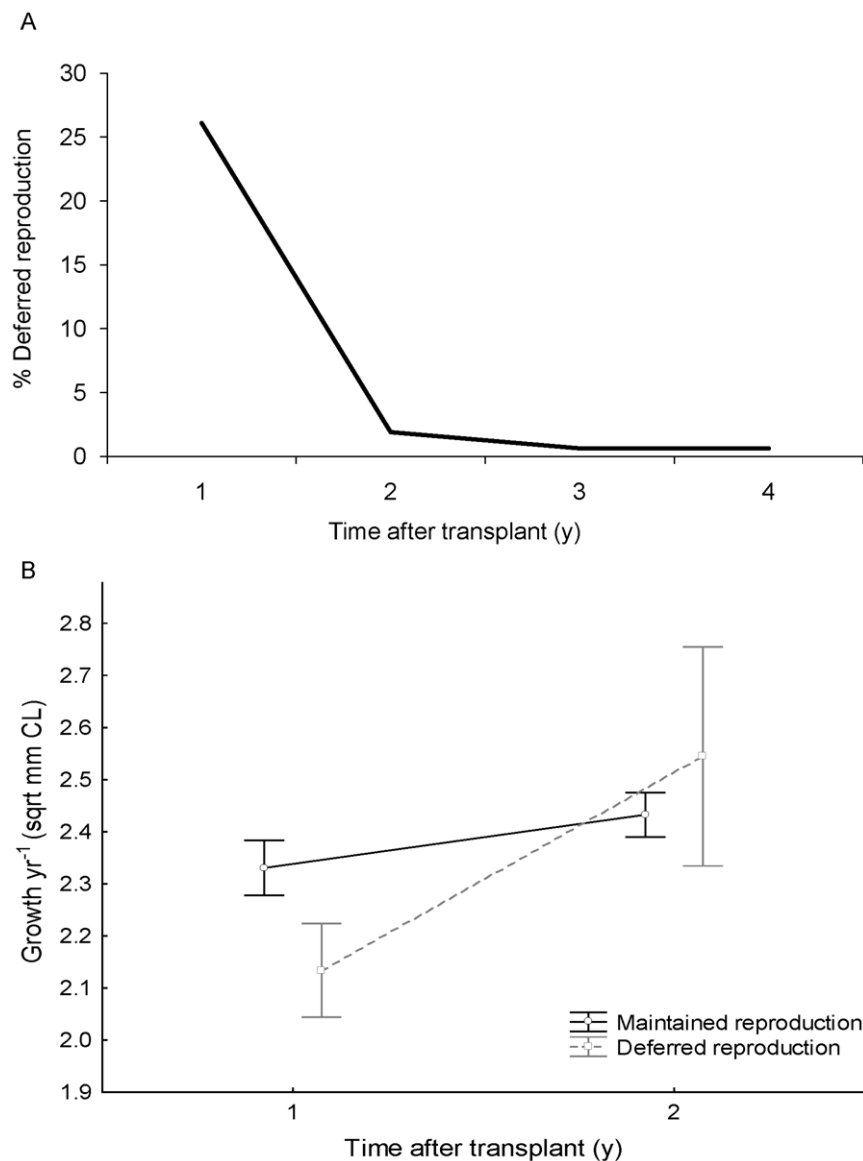 A
30
25
20
15
10
5
0
% Deferred reproduction
1 2 3 4
Time after transplant (y)
B
2.8
2.7
2.6
2.5
2.4
2.3
2.2
2.1
2.0
1.9
Growth yr⁻¹ (sqrt mm CL)
Maintained reproduction
Deferred reproduction
1 2
Time after transplant (y)